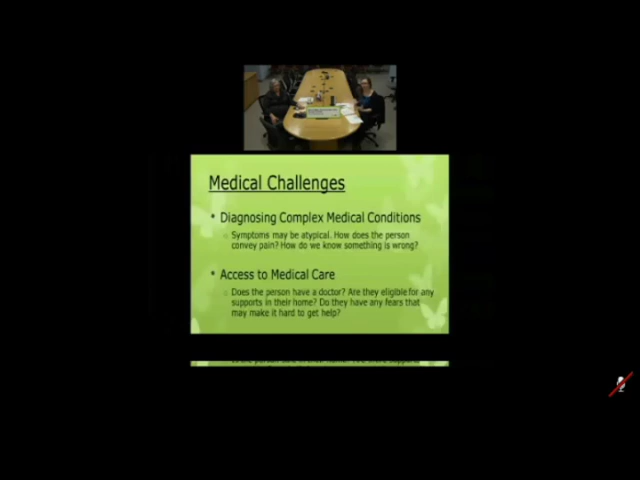 Medical Challenges
• Diagnosing Complex Medical Conditions
Symptoms may be atypical. How does the person
convey pain? How do we know something is wrong?
• Access to Medical Care
Does the person have a doctor? Are they eligible for any
supports in their home? Do they have any fears that
may make it hard to get help?